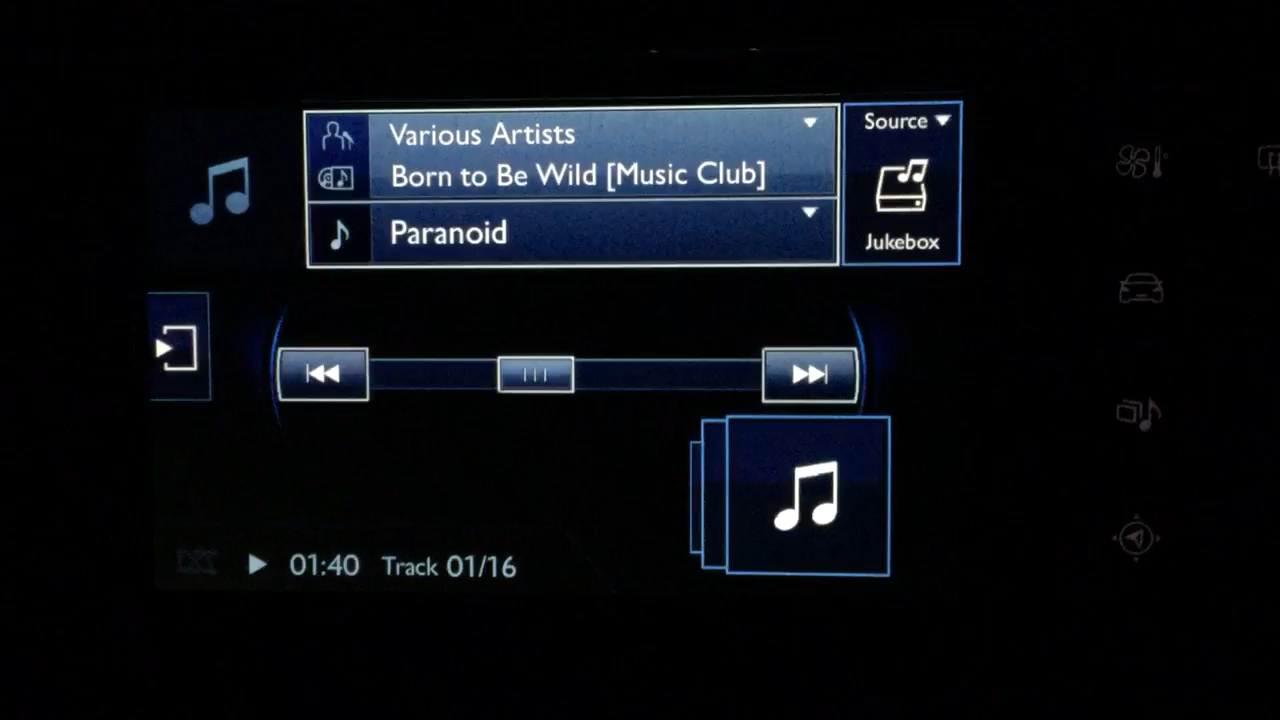 Various Artists
Born to Be Wild [Music Club]
Paranoid
Source
Jukebox
01:40 Track 01/16